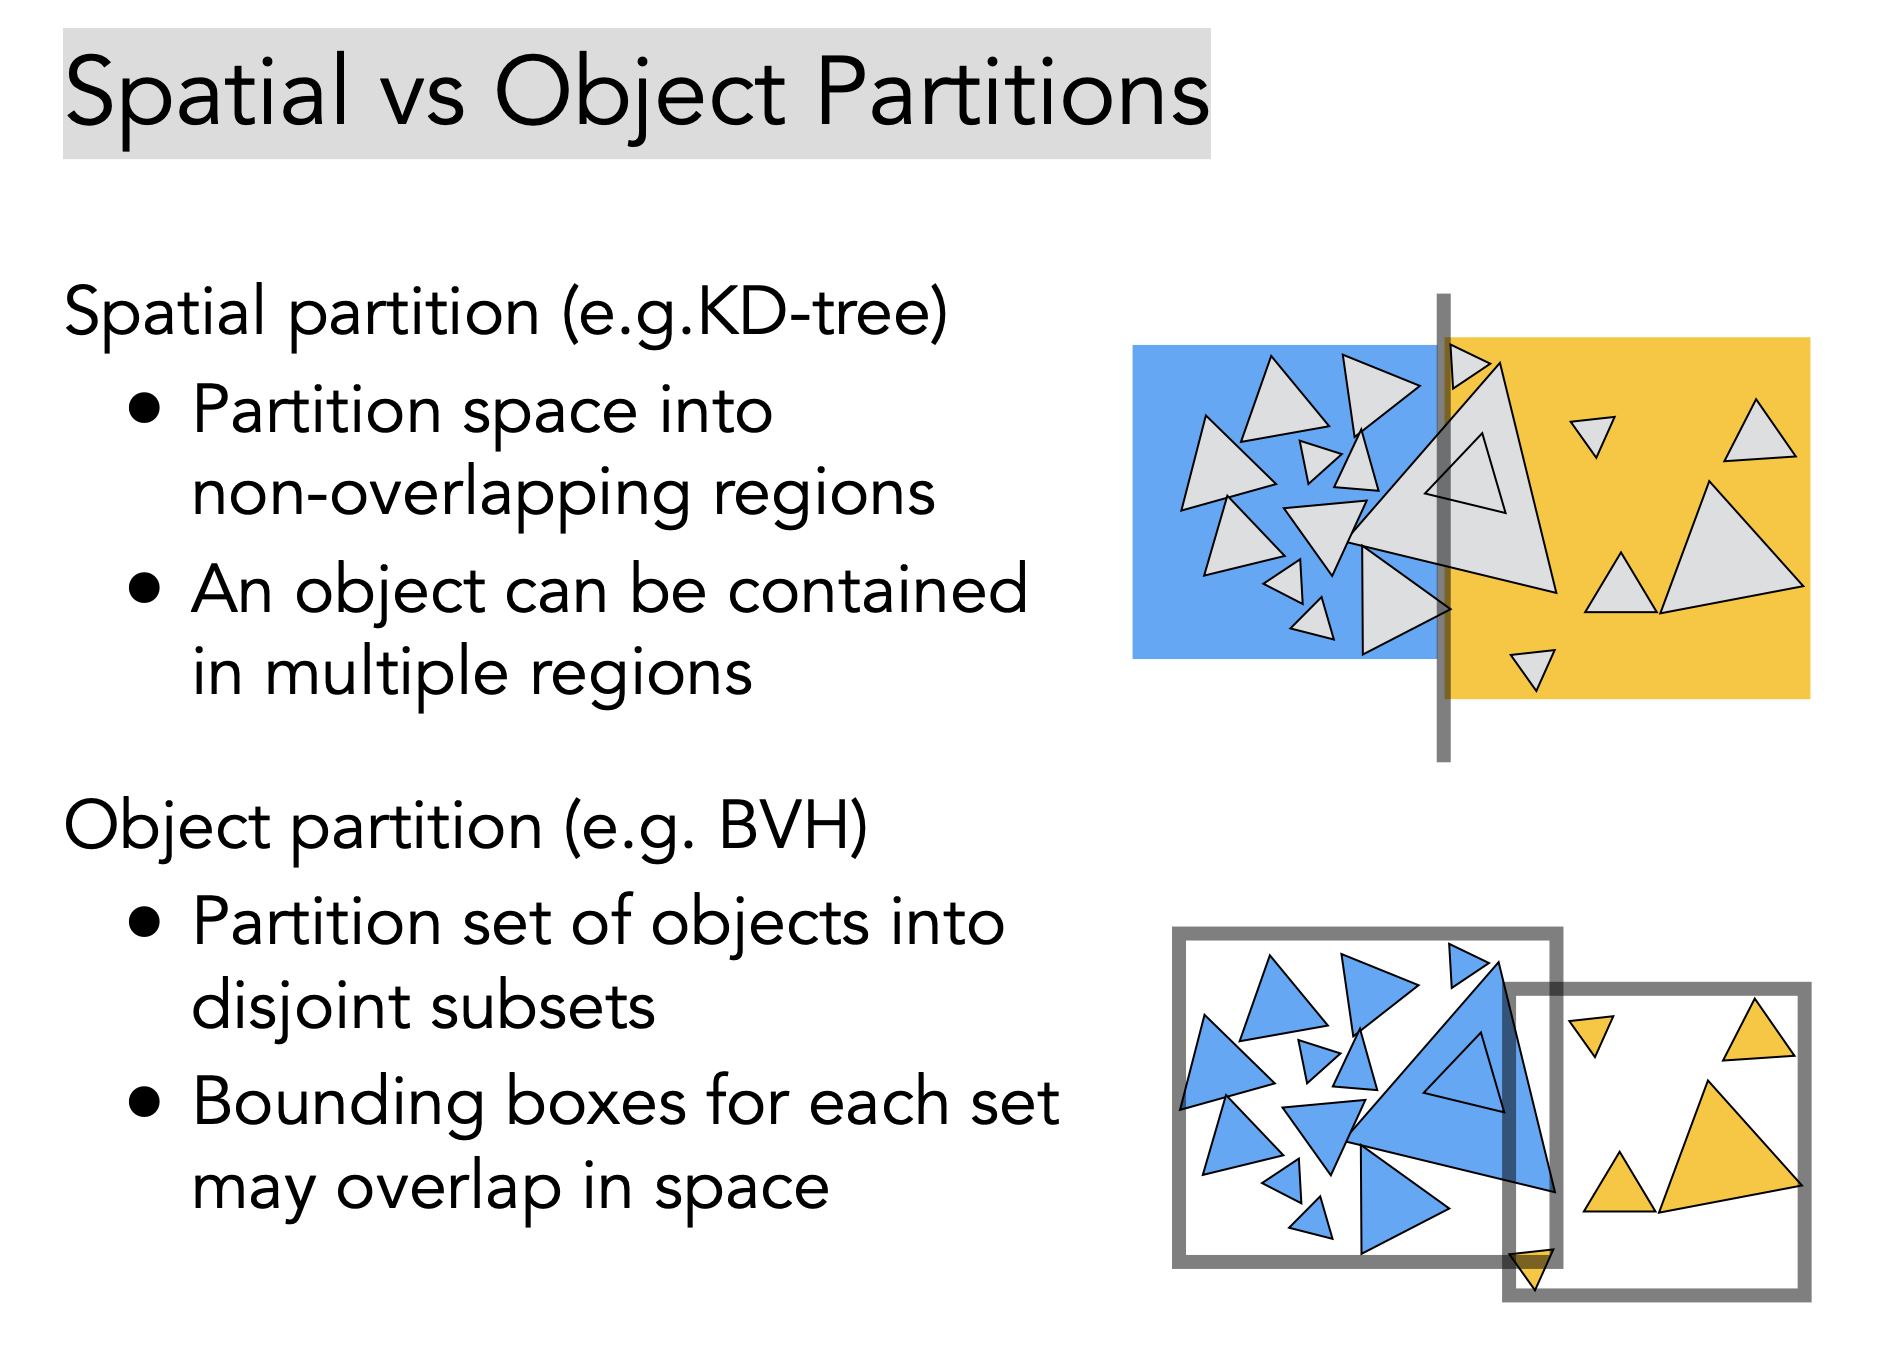 Spatial vs Object Partitions
Spatial partition (e.g.KD-tree)
● Partition space into
non-overlapping regions
● An object can be contained
in multiple regions
Object partition (e.g. BVH)
● Partition set of objects into
disjoint subsets
● Bounding boxes for each set
may overlap in space